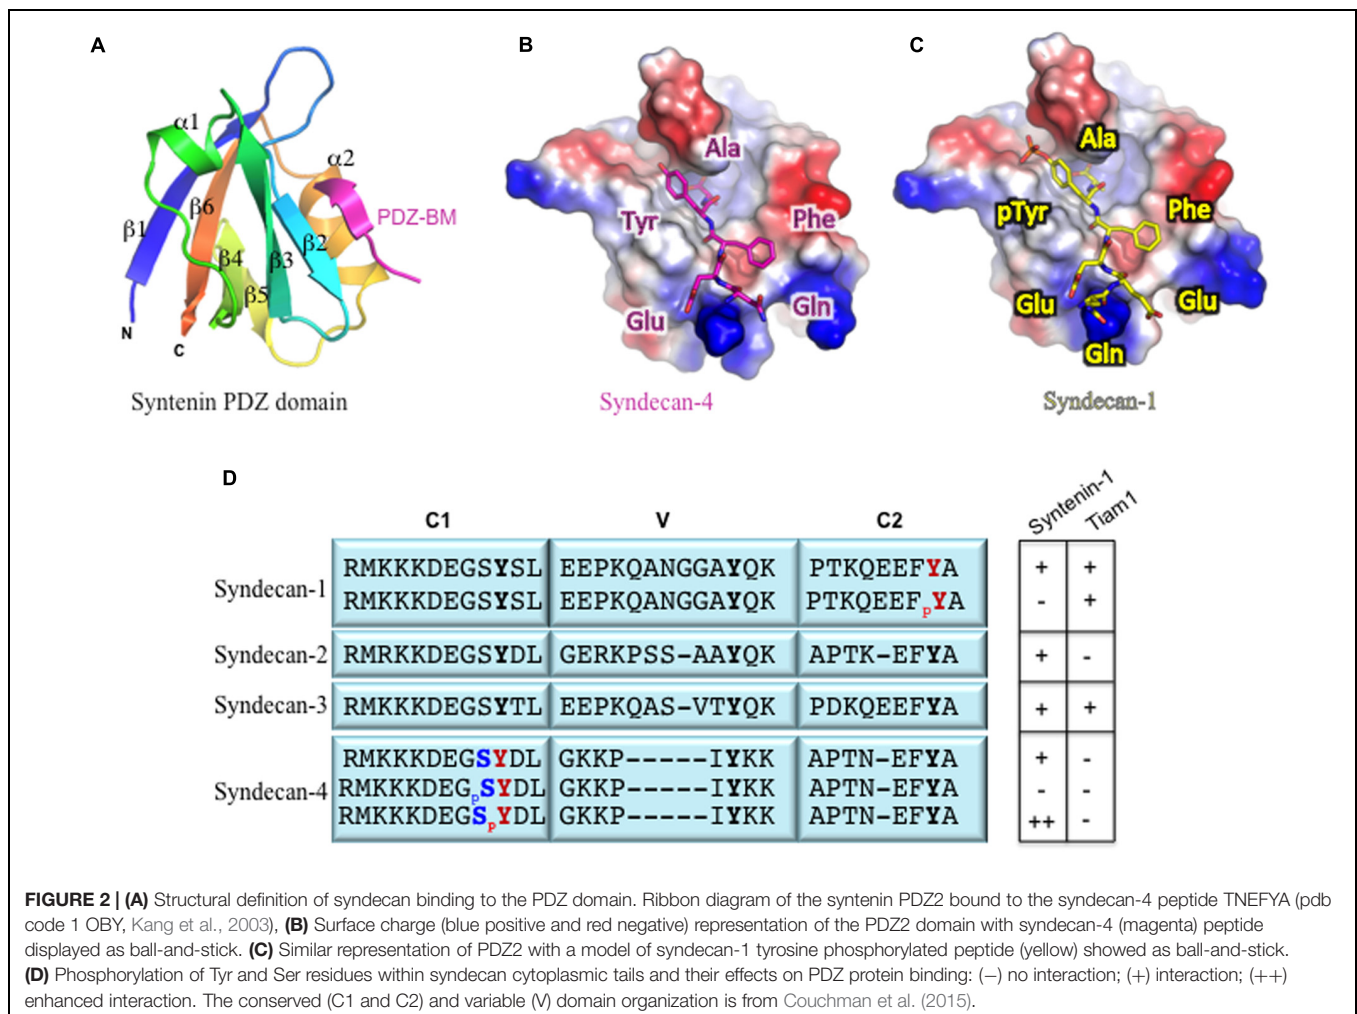 A
B
C
α1
α2
β1
β6
β4
β5
β3
β2
PDZ-BM
N
C
Syntenin PDZ domain
Ala
Tyr
Phe
Glu
Gln
Syndecan-4
Ala
pTyr
Phe
Glu
Glu
Gln
Syndecan-1
D
C1 V C2 Syntenin-1 Tiam1
Syndecan-1
RMKKKDEGSYSL EEPKQANGGAYQK PTKQEEFYA + +
RMKKKDEGSYSL EEPKQANGGAYQK PTKQEEFpYA - +
Syndecan-2 RMRKKDEGSYDL GERKPSS-AAYQK APTK-EFYA + -
Syndecan-3 RMKKKDEGSYTL EEPKQAS-VTYQK PDKQEEFYA + +
Syndecan-4
RMKKKDEGSYDL GKKP-----IYKK APTN-EFYA + -
RMKKKDEGpSYDL GKKP-----IYKK APTN-EFYA - -
RMKKKDEGSpYDL GKKP-----IYKK APTN-EFYA ++ -
FIGURE 2 | (A) Structural definition of syndecan binding to the PDZ domain. Ribbon diagram of the syntenin PDZ2 bound to the syndecan-4 peptide TNEFYA (pdb
code 1 OBY, Kang et al., 2003), (B) Surface charge (blue positive and red negative) representation of the PDZ2 domain with syndecan-4 (magenta) peptide
displayed as ball-and-stick. (C) Similar representation of PDZ2 with a model of syndecan-1 tyrosine phosphorylated peptide (yellow) showed as ball-and-stick.
(D) Phosphorylation of Tyr and Ser residues within syndecan cytoplasmic tails and their effects on PDZ protein binding: (−) no interaction; (+) interaction; (++)
enhanced interaction. The conserved (C1 and C2) and variable (V) domain organization is from Couchman et al. (2015).